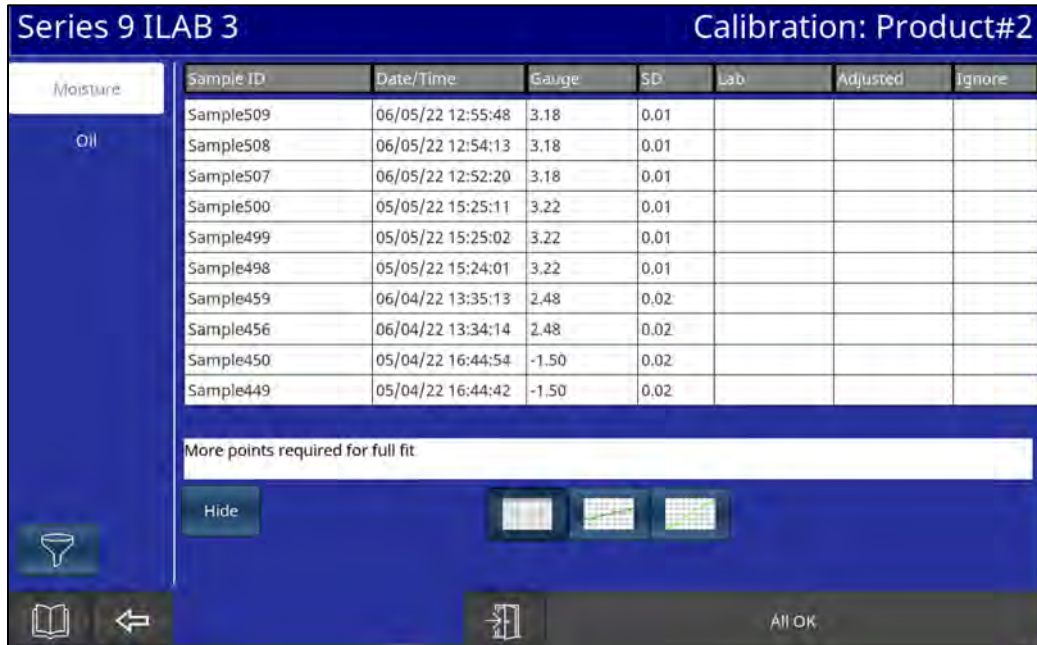 Series 9 ILAB 3 Calibration: Product#2
Moisture
Oil
Sample ID Date/Time Gauge SD Lab Adjusted Ignore
Sample509 06/05/22 12:55:48 3.18 0.01
Sample508 06/05/22 12:54:13 3.18 0.01
Sample507 06/05/22 12:52:20 3.18 0.01
Sample500 05/05/22 15:25:11 3.22 0.01
Sample499 05/05/22 15:25:02 3.22 0.01
Sample498 05/05/22 15:24:01 3.22 0.01
Sample459 06/04/22 13:35:13 2.48 0.02
Sample456 06/04/22 13:34:14 2.48 0.02
Sample450 05/04/22 16:44:54 -1.50 0.02
Sample449 05/04/22 16:44:42 -1.50 0.02
More points required for full fit
Hide
All OK